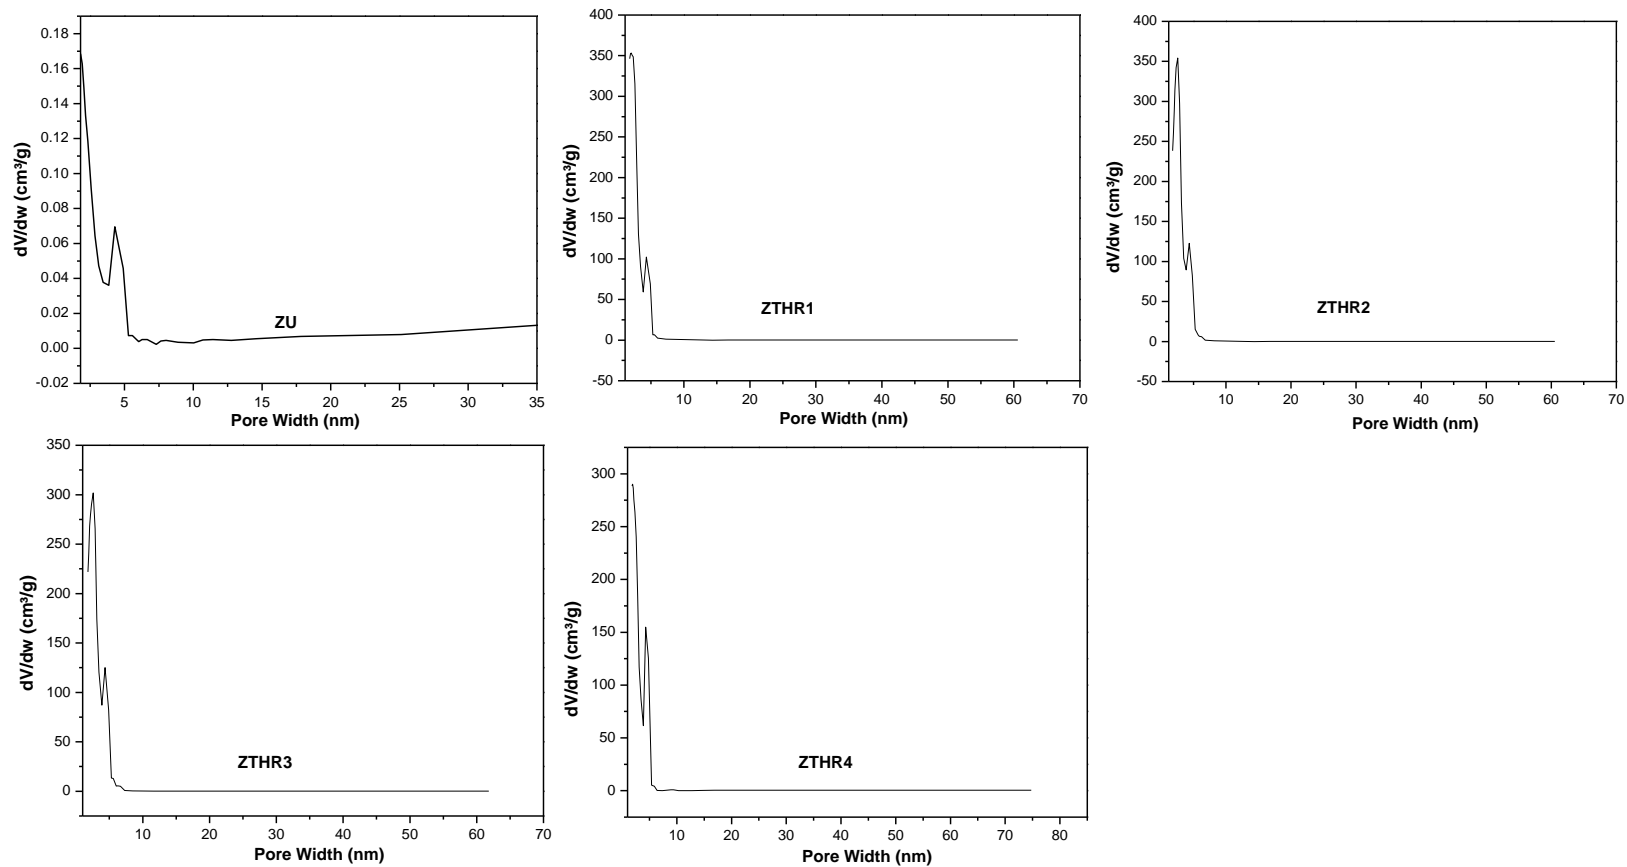 0.18
0.16
0.14
0.12
0.10
0.08
0.06
0.04
0.02
0.00
-0.02
dV/dw (cm³/g)
ZU
5 10 15 20 25 30 35
Pore Width (nm)
400
350
300
250
200
150
100
50
0
-50
dV/dw (cm³/g)
ZTHR1
10 20 30 40 50 60 70
Pore Width (nm)
400
350
300
250
200
150
100
50
0
-50
dV/dw (cm³/g)
ZTHR2
10 20 30 40 50 60 70
Pore Width (nm)
350
300
250
200
150
100
50
0
dV/dw (cm³/g)
ZTHR3
10 20 30 40 50 60 70
Pore Width (nm)
300
250
200
150
100
50
0
dV/dw (cm³/g)
ZTHR4
10 20 30 40 50 60 70 80
Pore Width (nm)